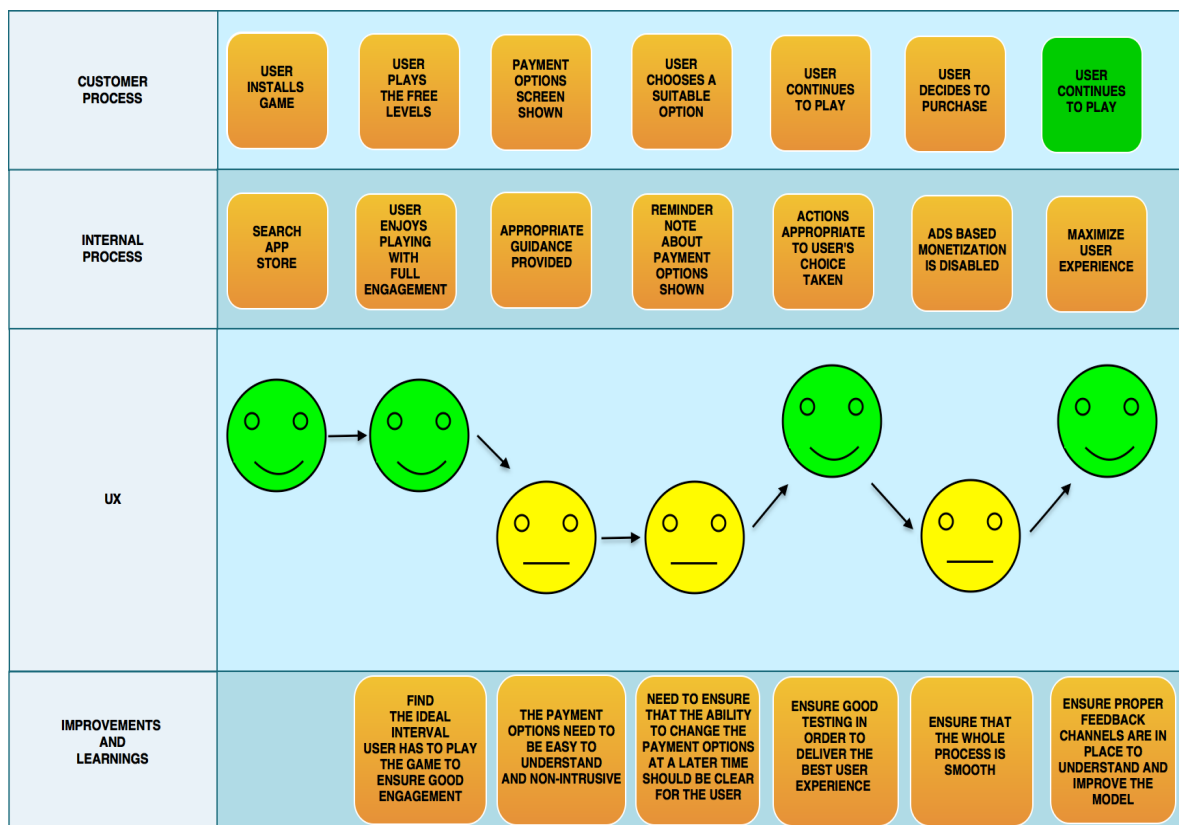 CUSTOMER
PROCESS
USER
INSTALLS
GAME
USER
PLAYS
THE FREE
LEVELS
PAYMENT
OPTIONS
SCREEN
SHOWN
USER
CHOOSES A
SUITABLE
OPTION
USER
CONTINUES
TO PLAY
USER
DECIDES TO
PURCHASE
USER
CONTINUES
TO PLAY
INTERNAL
PROCESS
SEARCH
APP
STORE
USER
ENJOYS
PLAYING
WITH
FULL
ENGAGEMENT
APPROPRIATE
GUIDANCE
PROVIDED
REMINDER
NOTE
ABOUT
PAYMENT
OPTIONS
SHOWN
ACTIONS
APPROPRIATE
TO USER'S
CHOICE
TAKEN
ADS BASED
MONETIZATION
IS DISABLED
MAXIMIZE
USER
EXPERIENCE
UX
IMPROVEMENTS
AND
LEARNINGS
FIND
THE IDEAL
INTERVAL
USER HAS TO PLAY
THE GAME TO
ENSURE GOOD
ENGAGEMENT
THE PAYMENT
OPTIONS NEED TO
BE EASY TO
UNDERSTAND
AND NON-INTRUSIVE
NEED TO ENSURE
THAT THE ABILITY
TO CHANGE THE
PAYMENT OPTIONS
AT A LATER TIME
SHOULD BE CLEAR
FOR THE USER
ENSURE GOOD
TESTING IN
ORDER TO
DELIVER THE
BEST USER
EXPERIENCE
ENSURE THAT
THE WHOLE
PROCESS IS
SMOOTH
ENSURE PROPER
FEEDBACK
CHANNELS ARE IN
PLACE TO
UNDERSTAND AND
IMPROVE THE
MODEL